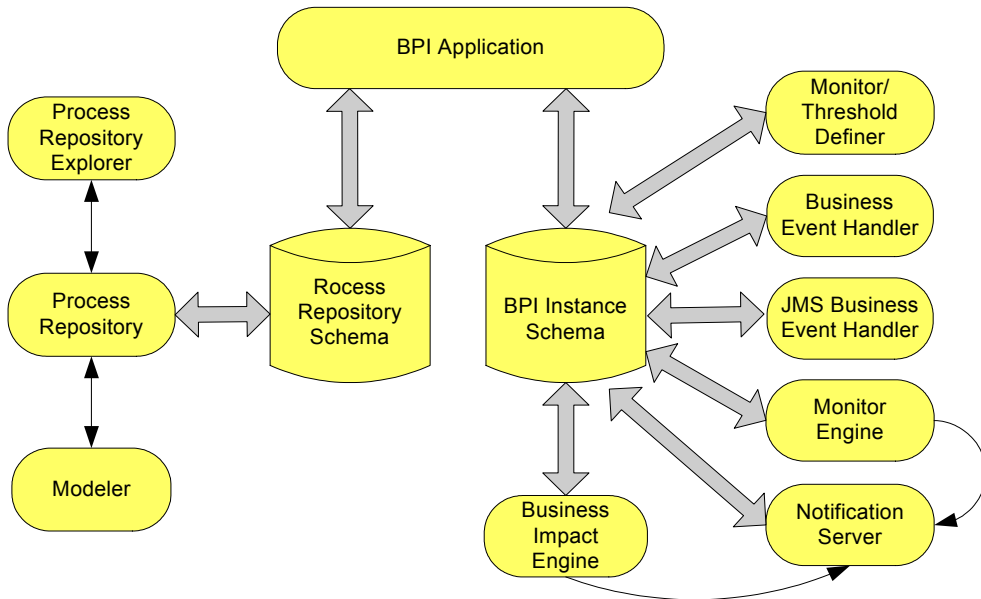 BPI Application
Process
Repository
Explorer
Monitor/
Threshold
Definer
Business
Event Handler
Process
Repository
Rocess
Repository
Schema
BPI Instance
Schema
JMS Business
Event Handler
Monitor
Engine
Modeler
Business
Impact
Engine
Notification
Server